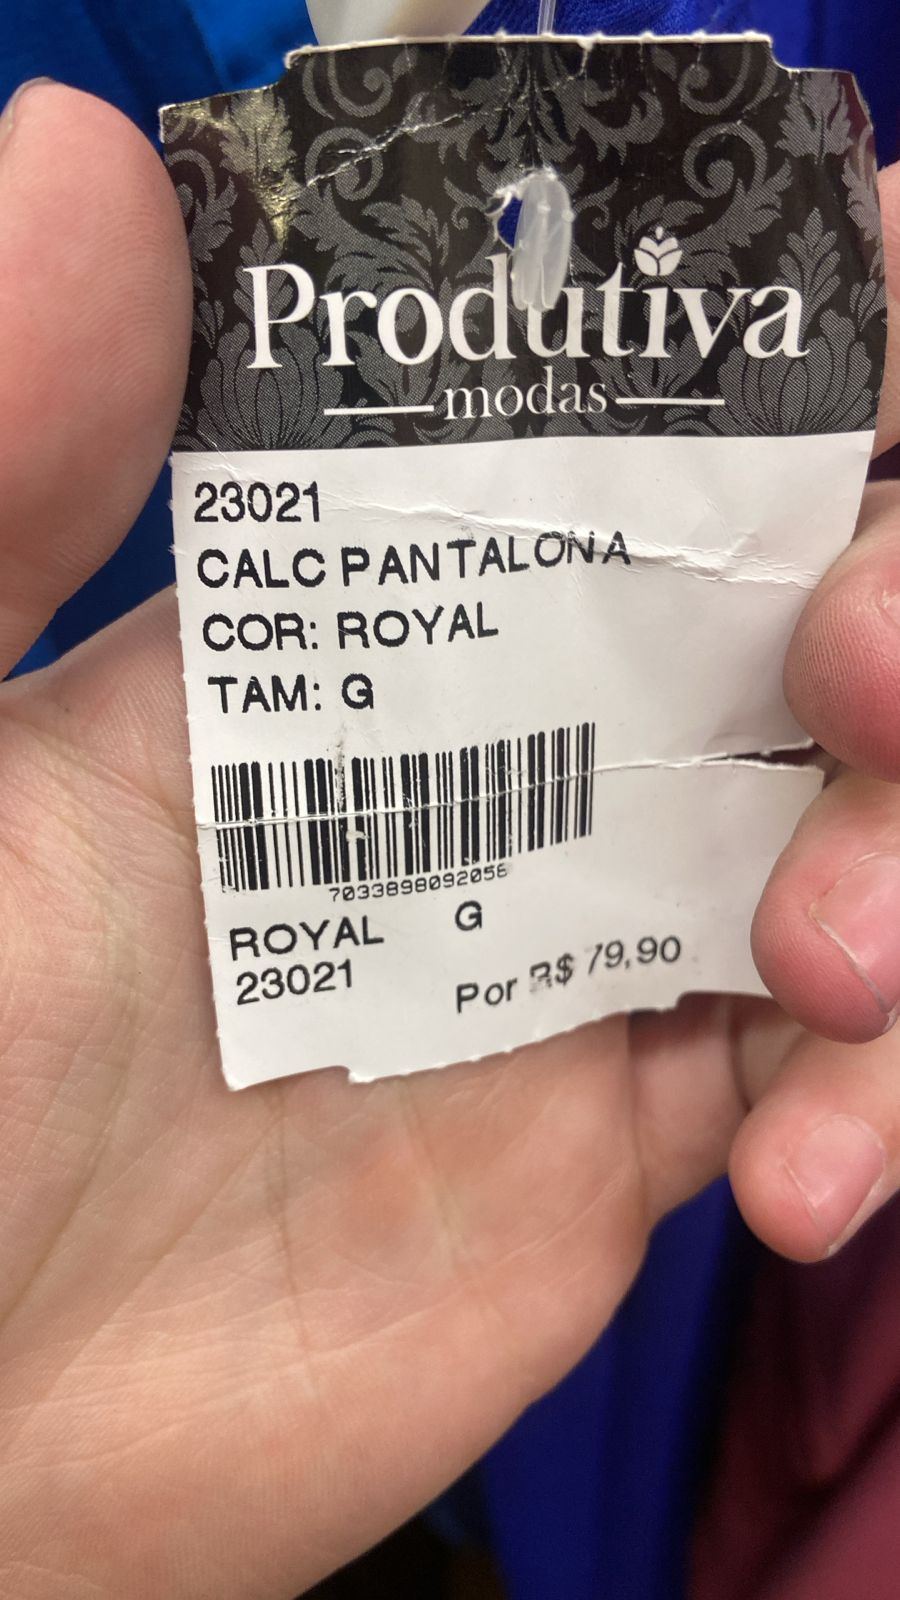 Produtiva
modas
23021
CALC PANTALONA
COR: ROYAL
TAM: G
7033898092056
ROYAL G
23021 Por R$ 79,90